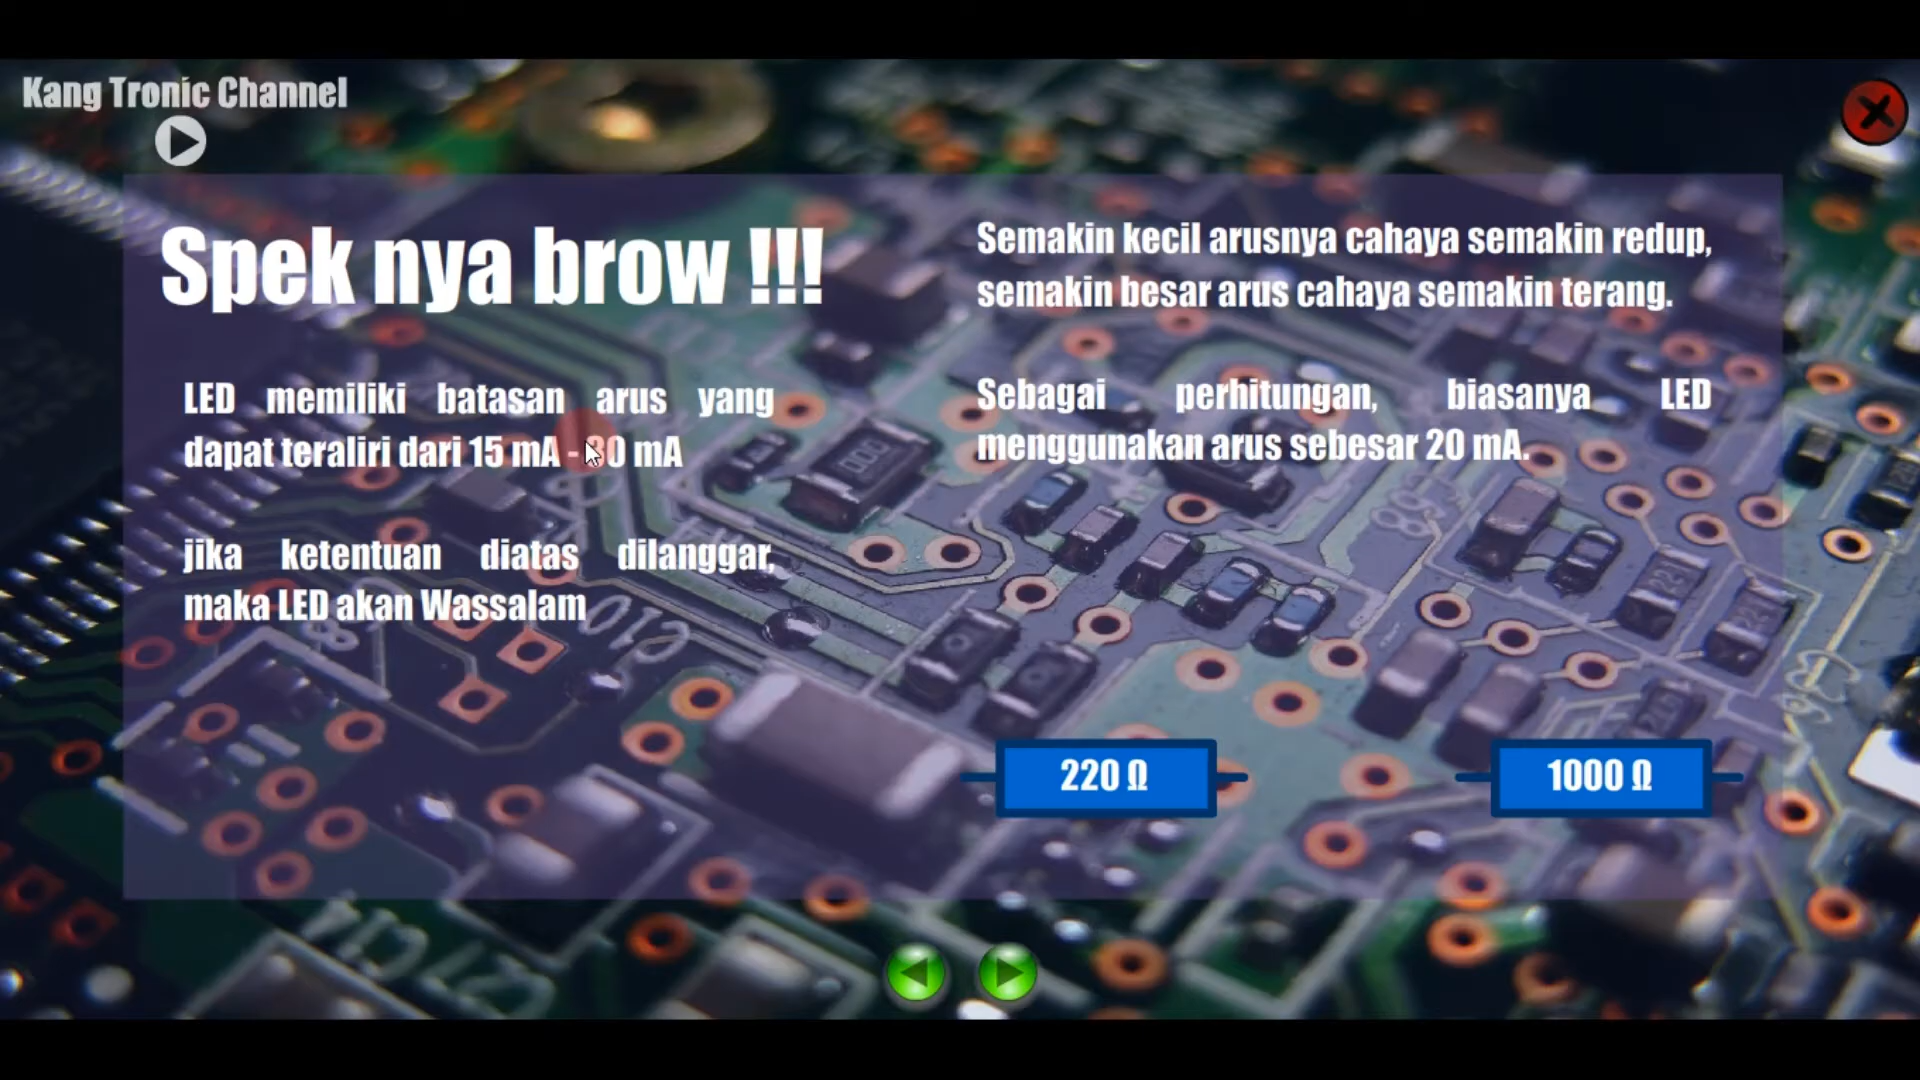 Kang Tronic Channel
Spek nya brow !!!
LED memiliki batasan arus yang
dapat teraliri dari 15 mA - 30 mA
jika ketentuan diatas dilanggar,
maka LED akan Wassalam
Semakin kecil arusnya cahaya semakin redup,
semakin besar arus cahaya semakin terang.
Sebagai perhitungan, biasanya LED
menggunakan arus sebesar 20 mA.
220 Ω
1000 Ω